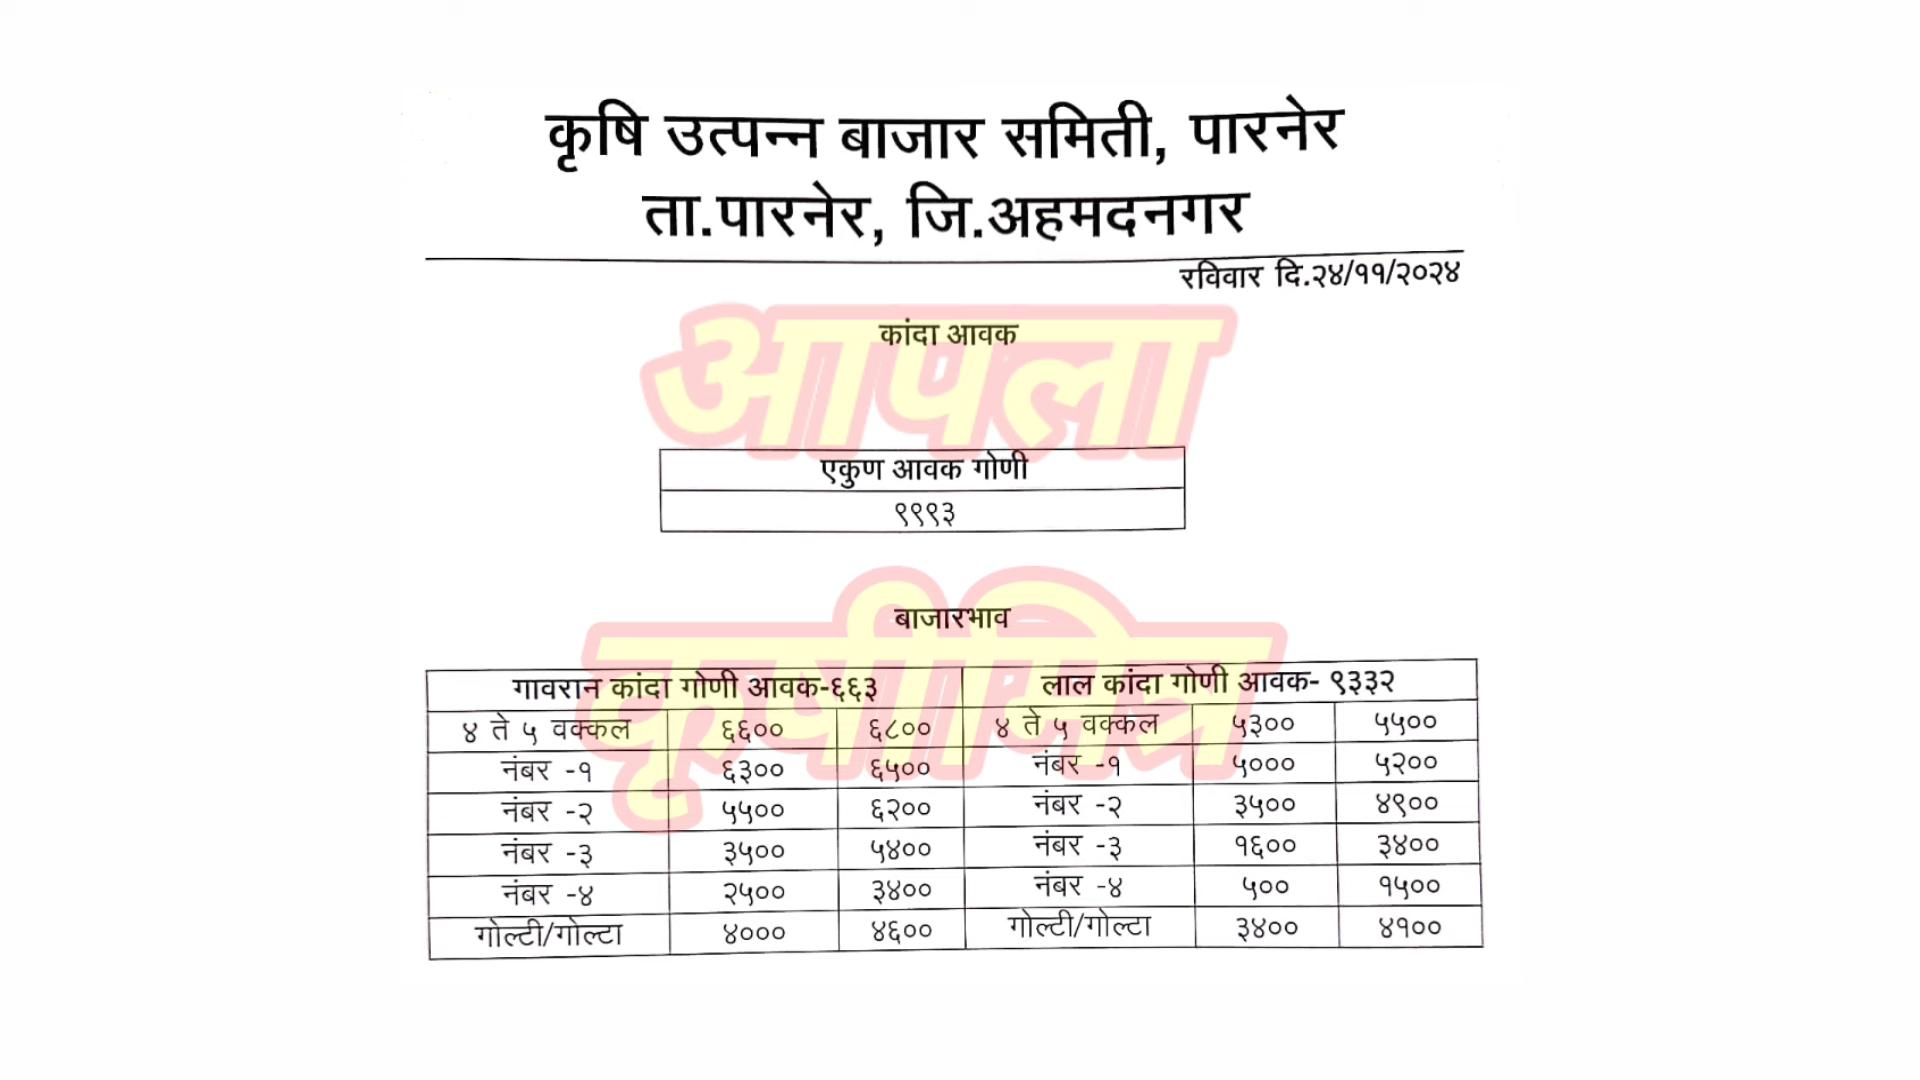 कृषि उत्पन्न बाजार समिती, पारनेर
ता.पारनेर, जि.अहमदनगर
रविवार दि.२४/११/२०२४
आपला
कांदा आवक
एकुण आवक गोणी
९९९३
कृषीमित्र
बाजारभाव
गावरान कांदा गोणी आवक-६६३ लाल कांदा गोणी आवक- ९३३२
४ ते ५ वक्कल ६६०० ६८०० ४ ते ५ वक्कल ५३०० ५५००
नंबर -१ ६३०० ६५०० नंबर -१ ५००० ५२००
नंबर -२ ५५०० ६२०० नंबर -२ ३५०० ४९००
नंबर -३ ३५०० ५४०० नंबर -३ १६०० ३४००
नंबर -४ २५०० ३४०० नंबर -४ ५०० १५००
गोल्टी/गोल्टा ४००० ४६०० गोल्टी/गोल्टा ३४०० ४१००